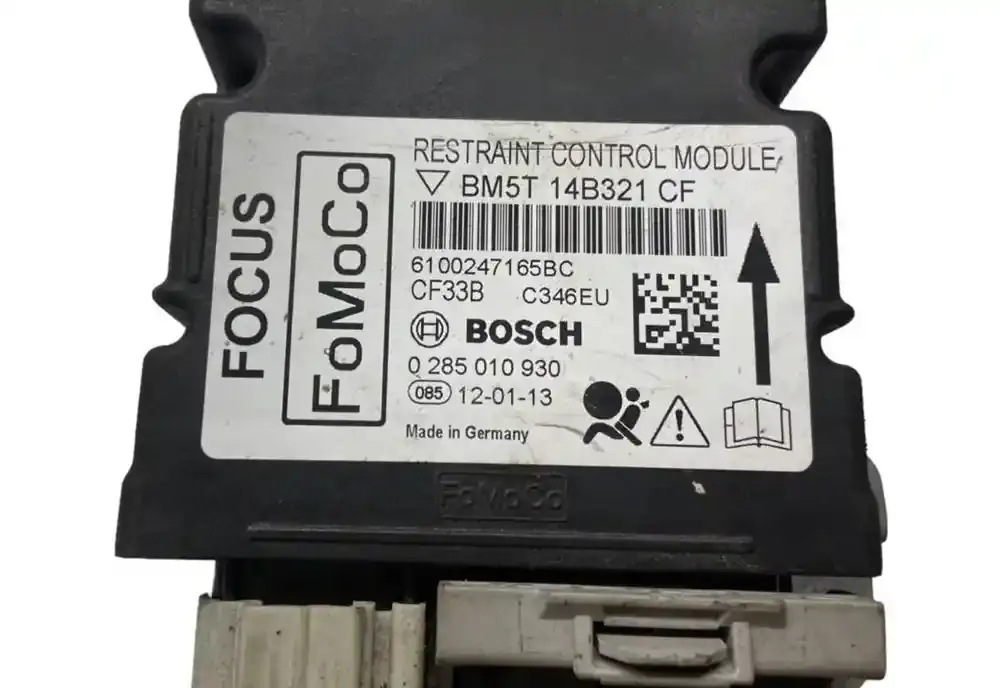 FOCUS
FoMoCo
RESTRAINT CONTROL MODULE
BM5T 14B321 CF
6100247165BC
CF33B C346EU
BOSCH
0 285 010 930
085 12-01-13
Made in Germany
FoMoCo